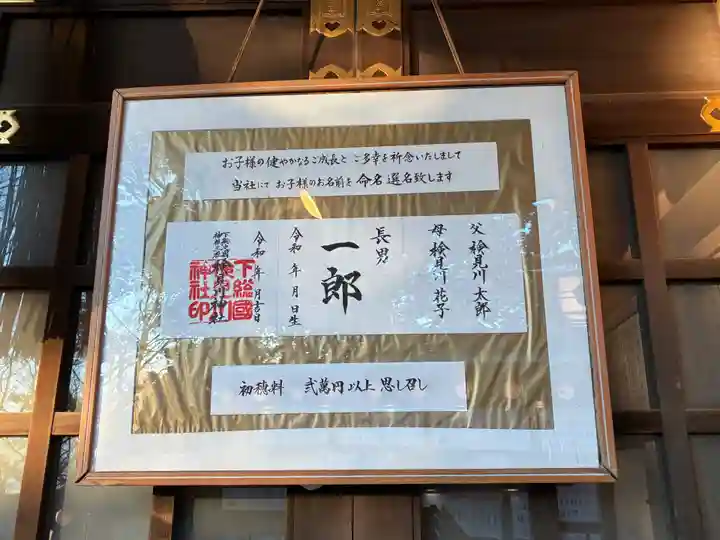 お子様の健やかなるご成長と ご多幸を祈念いたしまして
当社にて お子様のお名前を 命名 選名致します
父 検見川 太郎
母 検見川 花子
長男
一郎
令和 年 月 日生
令和 年 月吉日
検見川神社
下総國
検見川
神社印
初穂料 弐萬円以上 思し召し